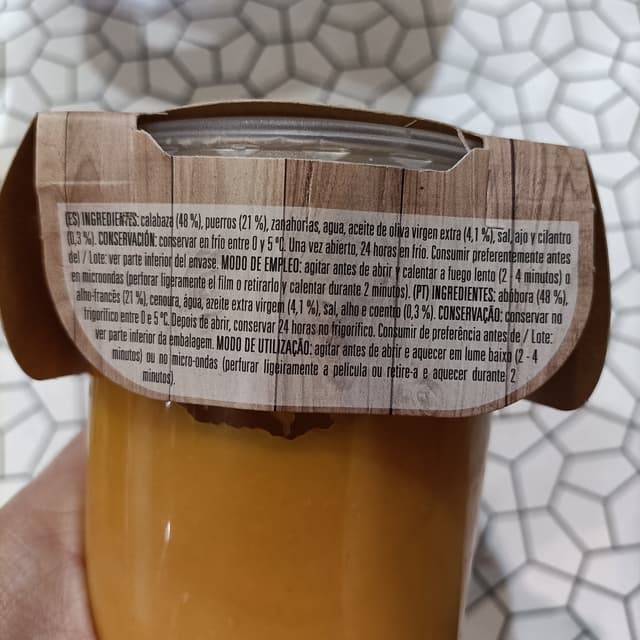 (ES) INGREDIENTES: calabaza (48 %), puerros (21 %), zanahorias, agua, aceite de oliva virgen extra (4,1 %), sal, ajo y cilantro
(0,3 %). CONSERVACIÓN: conservar en frío entre 0 y 5 ºC. Una vez abierto, 24 horas en frío. Consumir preferentemente antes
del / Lote: ver parte inferior del envase. MODO DE EMPLEO: agitar antes de abrir y calentar a fuego lento (2 - 4 minutos) o
en microondas (perforar ligeramente el film o retirarlo y calentar durante 2 minutos). (PT) INGREDIENTES: abóbora (48 %),
alho-francês (21 %), cenoura, água, azeite extra virgem (4,1 %), sal, alho e coentro (0,3 %). CONSERVAÇÃO: conservar no
frigorífico entre 0 e 5 ºC. Depois de abrir, conservar 24 horas no frigorífico. Consumir de preferência antes de / Lote:
ver parte inferior da embalagem. MODO DE UTILIZAÇÃO: agitar antes de abrir e aquecer em lume baixo (2 - 4
minutos) ou no micro-ondas (perfurar ligeiramente a película ou retire-a e aquecer durante 2
minutos).